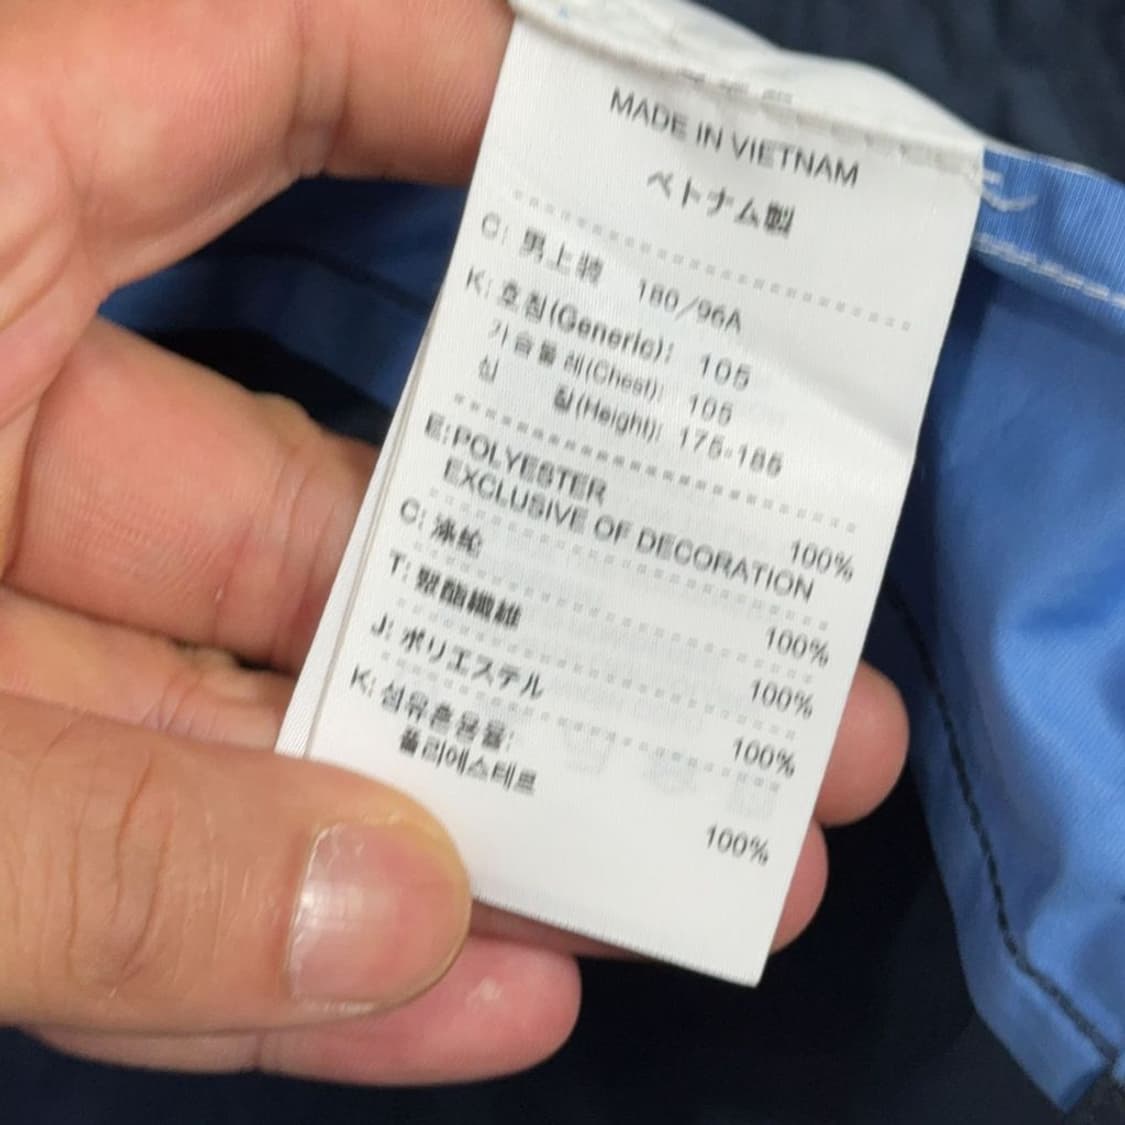 MADE IN VIETNAM
ベトナム製
C: 男上装 180/96A
K: 호칭(Generic): 105
가슴둘레(Chest): 105
신 장(Height): 175-185
E:POLYESTER 100%
EXCLUSIVE OF DECORATION
C: 涤纶 100%
T: 聚酯纖維 100%
J: ポリエステル 100%
K: 섬유혼용율:
폴리에스테르 100%